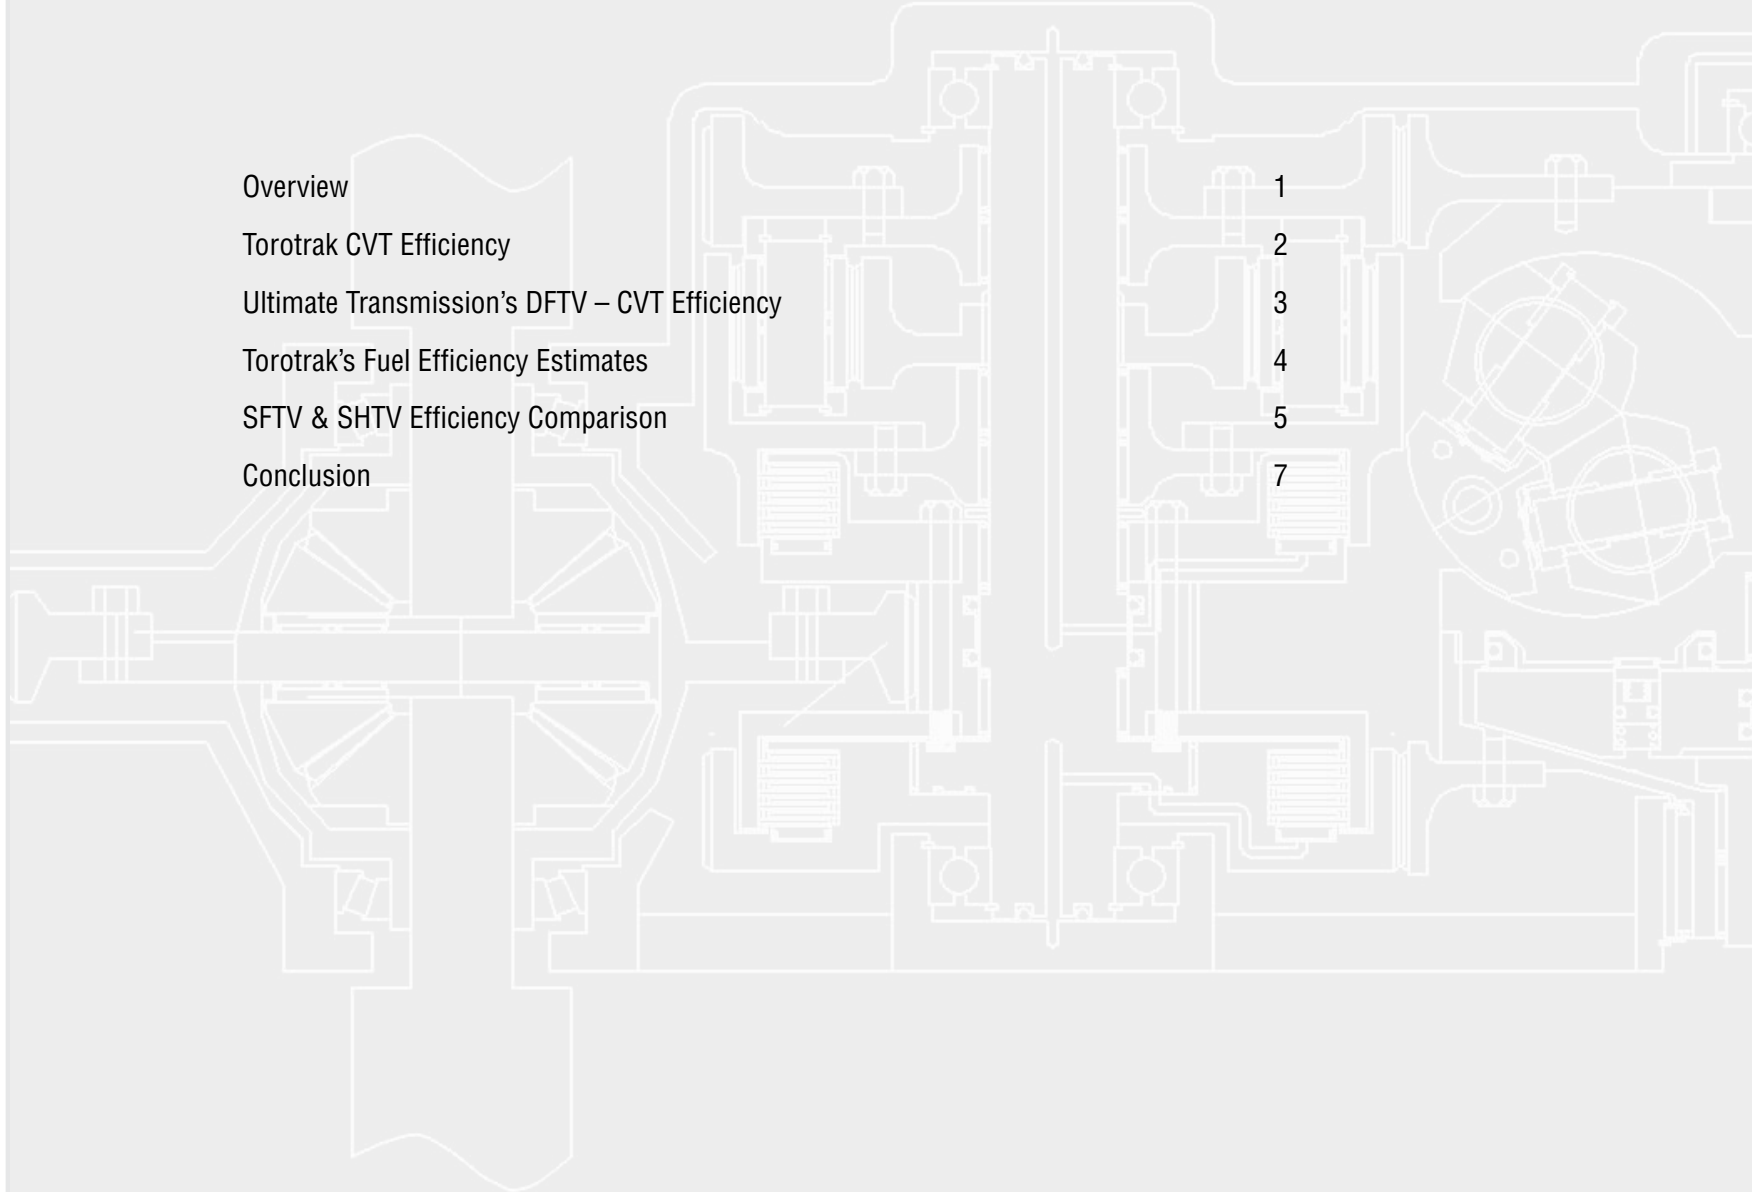 Overview 1
Torotrak CVT Efficiency 2
Ultimate Transmission’s DFTV – CVT Efficiency 3
Torotrak’s Fuel Efficiency Estimates 4
SFTV & SHTV Efficiency Comparison 5
Conclusion 7